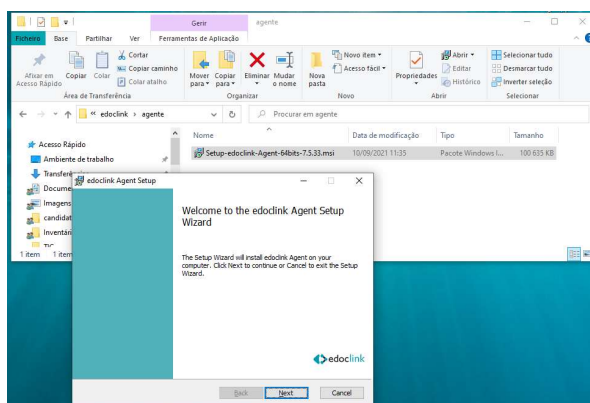 Gerir
agente
Ficheiro Base Partilhar Ver Ferramentas de Aplicação
Afixar em Acesso Rápido
Copiar
Colar
Cortar
Copiar caminho
Colar atalho
Mover para
Copiar para
Eliminar
Mudar o nome
Nova pasta
Novo item
Acesso fácil
Propriedades
Abrir
Editar
Histórico
Selecionar tudo
Desmarcar tudo
Inverter seleção
Área de Transferência Organizar Novo Abrir Selecionar
« edoclink › agente
Procurar em agente
Nome Data de modificação Tipo Tamanho
Setup-edoclink-Agent-64bits-7.5.33.msi 10/09/2021 11:35 Pacote Windows I... 100 635 KB
Acesso Rápido
Ambiente de trabalho
Imagens
1 item
edoclink Agent Setup
Welcome to the edoclink Agent Setup
Wizard
The Setup Wizard will install edoclink Agent on your
computer. Click Next to continue or Cancel to exit the Setup
Wizard.
edoclink
Back Next Cancel